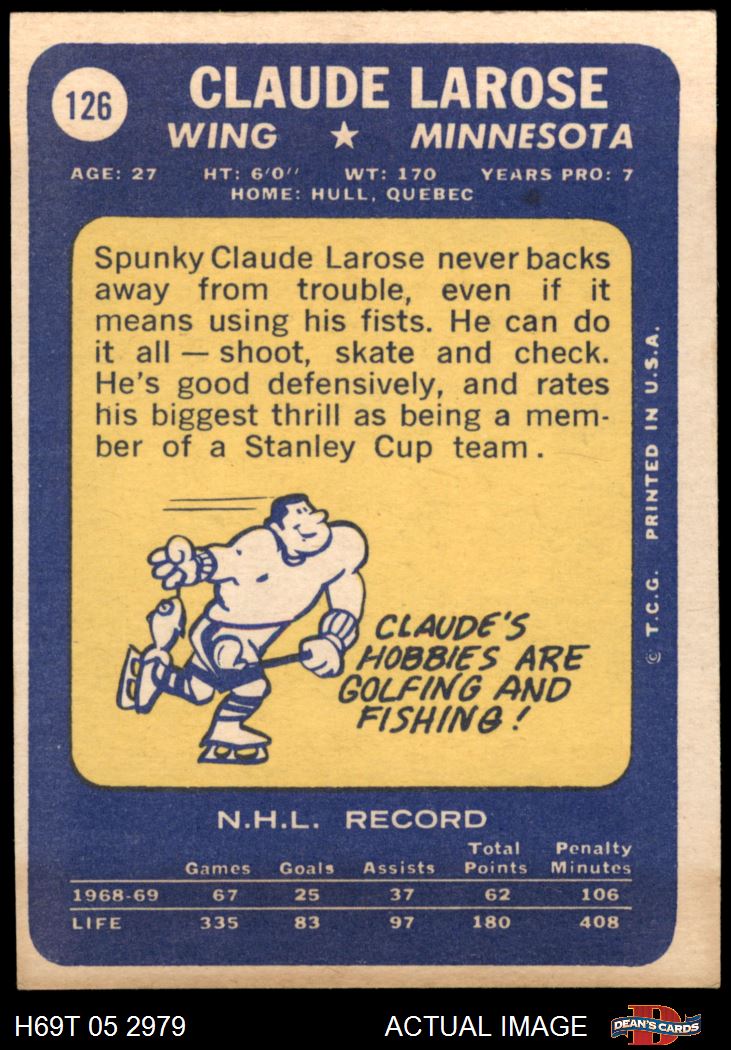 126
CLAUDE LAROSE
WING ★ MINNESOTA
AGE: 27 HT: 6'0'' WT: 170 YEARS PRO: 7
HOME: HULL, QUEBEC
Spunky Claude Larose never backs
away from trouble, even if it
means using his fists. He can do
it all — shoot, skate and check.
He's good defensively, and rates
his biggest thrill as being a mem-
ber of a Stanley Cup team.
CLAUDE'S
HOBBIES ARE
GOLFING AND
FISHING!
© T.C.G. PRINTED IN U.S.A.
N.H.L. RECORD
Games Goals Assists Total Points Penalty Minutes
1968-69 67 25 37 62 106
LIFE 335 83 97 180 408
H69T 05 2979 ACTUAL IMAGE
D DEAN'S CARDS